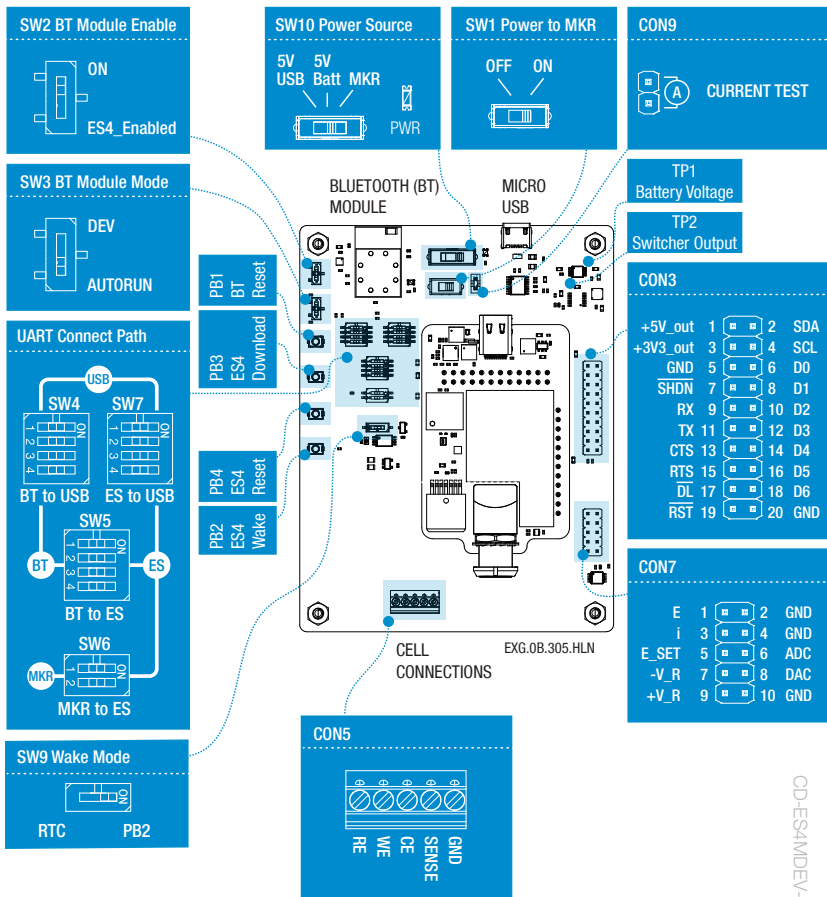 SW2 BT Module Enable
ON
ES4_Enabled
SW10 Power Source
5V 5V
USB Batt MKR
PWR
SW1 Power to MKR
OFF ON
CON9
A
CURRENT TEST
SW3 BT Module Mode
DEV
AUTORUN
BLUETOOTH (BT)
MODULE
MICRO
USB
TP1
Battery Voltage
TP2
Switcher Output
PB1
BT
Reset
PB3
ES4
Download
PB4
ES4
Reset
PB2
ES4
Wake
UART Connect Path
USB
SW4 SW7
1 2 3 4 ON
1 2 3 4 ON
BT to USB ES to USB
SW5
1 2 3 4 ON
BT ES
BT to ES
SW6
1 2 ON
MKR
MKR to ES
CON3
+5V_out 1 2 SDA
+3V3_out 3 4 SCL
GND 5 6 D0
SHDN 7 8 D1
RX 9 10 D2
TX 11 12 D3
CTS 13 14 D4
RTS 15 16 D5
DL 17 18 D6
RST 19 20 GND
CON7
E 1 2 GND
i 3 4 GND
E_SET 5 6 ADC
-V_R 7 8 DAC
+V_R 9 10 GND
CELL
CONNECTIONS
EXG.0B.305.HLN
SW9 Wake Mode
ON
RTC PB2
CON5
RE
WE
CE
SENSE
GND
CD-ES4MDEV-